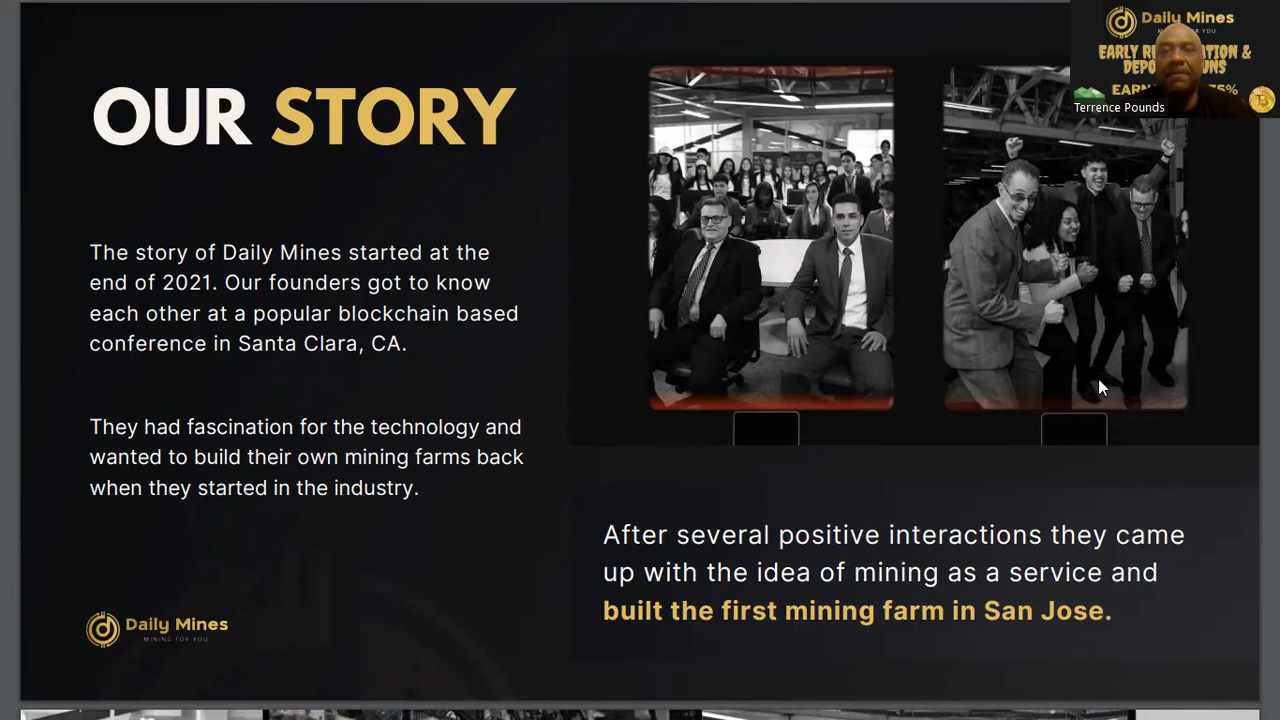 OUR STORY
The story of Daily Mines started at the
end of 2021. Our founders got to know
each other at a popular blockchain based
conference in Santa Clara, CA.
They had fascination for the technology and
wanted to build their own mining farms back
when they started in the industry.
After several positive interactions they came
up with the idea of mining as a service and
built the first mining farm in San Jose.
Daily Mines
MINING FOR YOU
Daily Mines
EARLY
&
Terrence Pounds